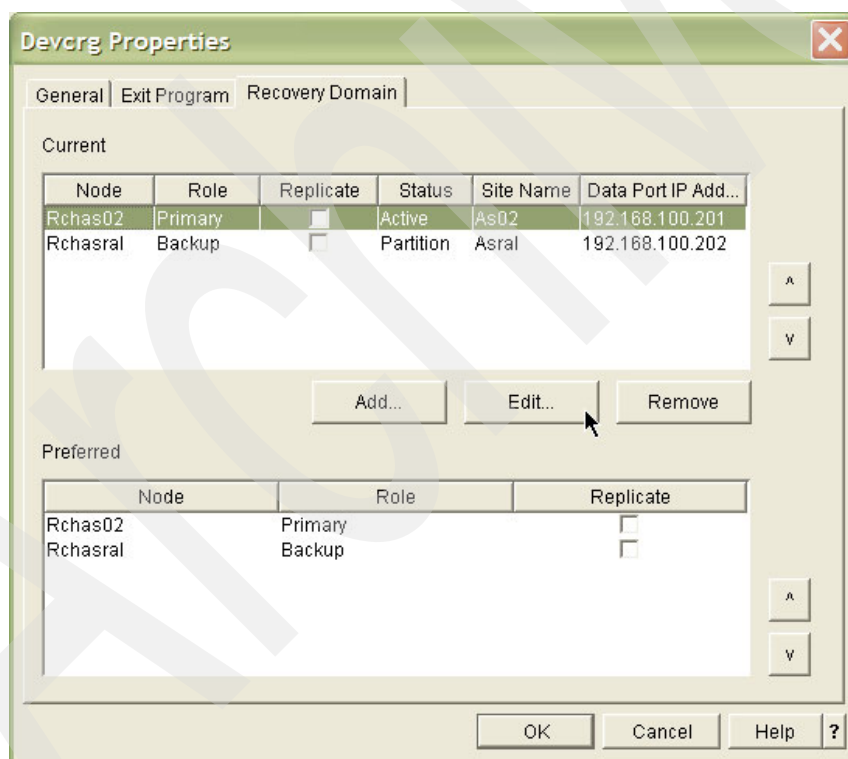 Devcrg Properties
General Exit Program Recovery Domain
Current
Node Role Replicate Status Site Name Data Port IP Add...
Rchas02 Primary Active As02 192.168.100.201
Rchasral Backup Partition Asral 192.168.100.202
^
v
Add... Edit... Remove
Preferred
Node Role Replicate
Rchas02 Primary
Rchasral Backup
^
v
OK Cancel Help ?